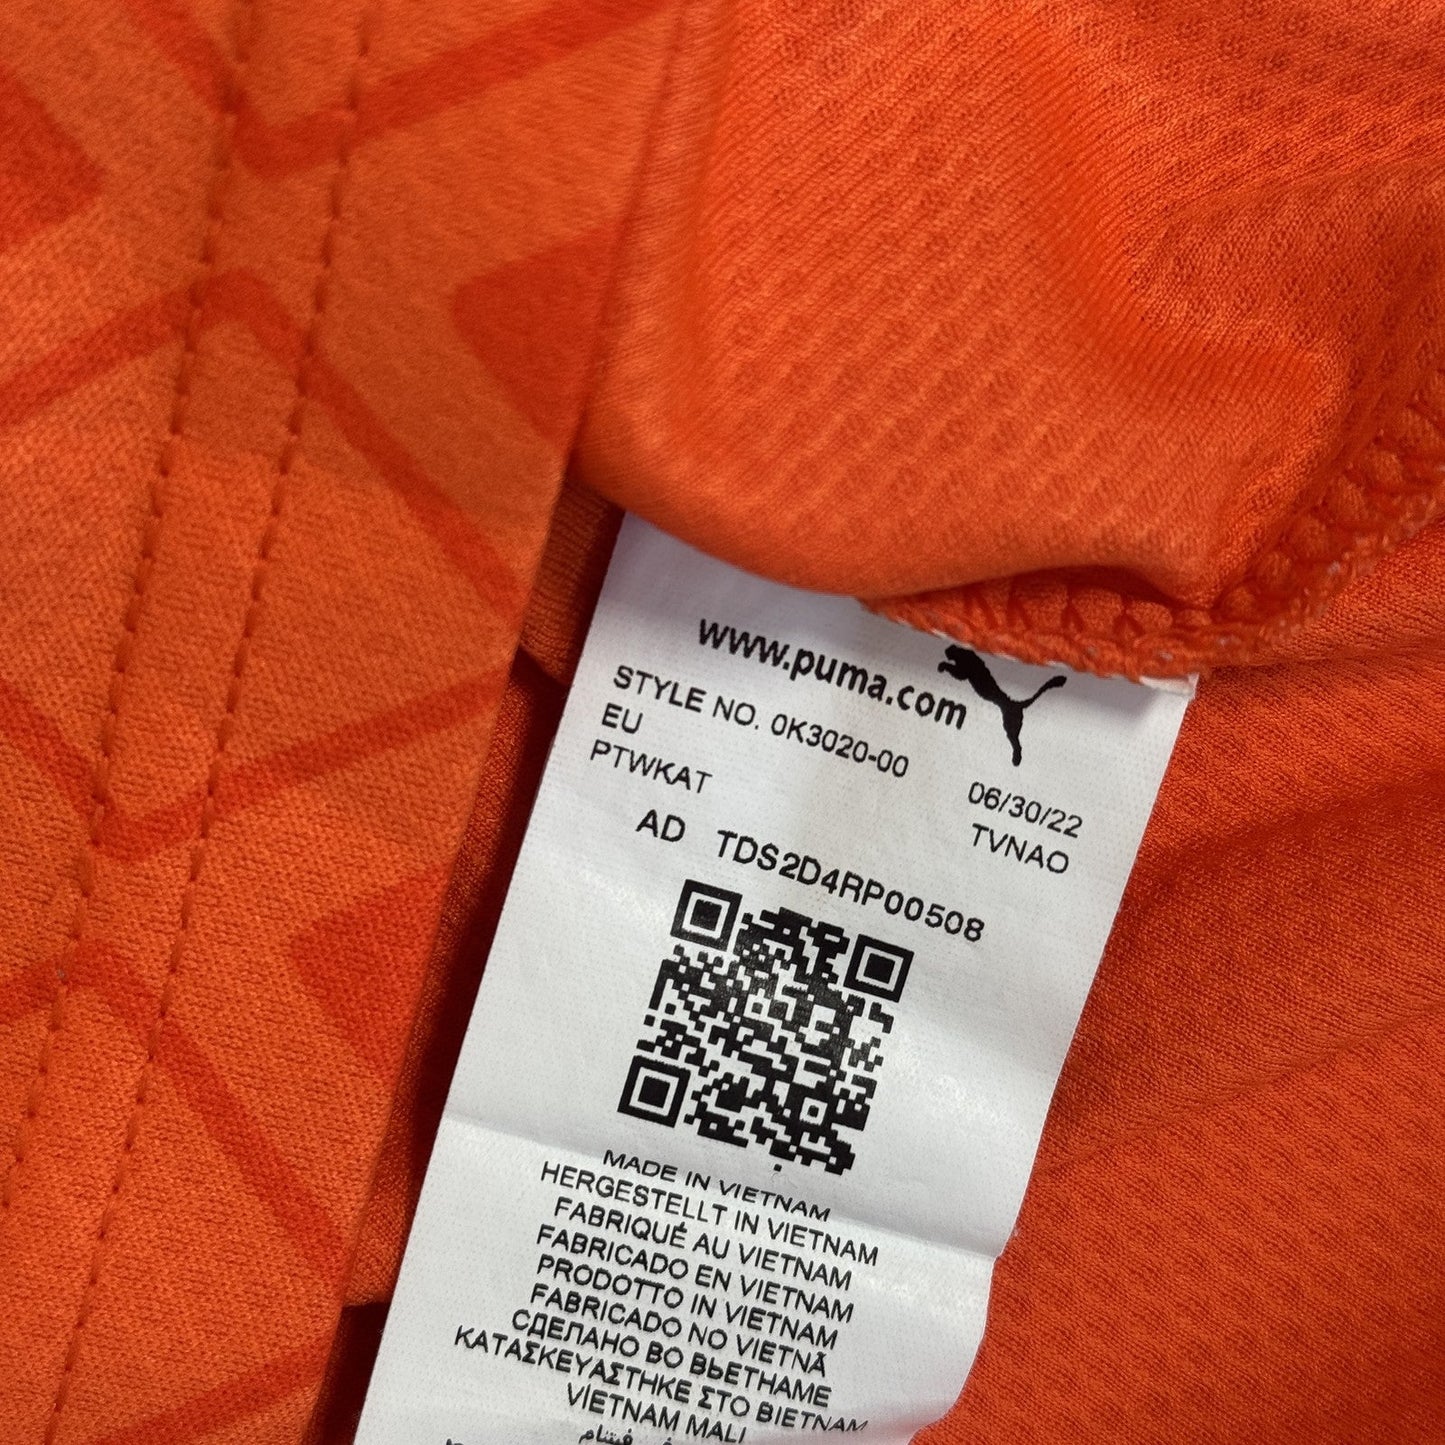 www.puma.com
STYLE NO. 0K3020-00
EU
06/30/22
PTWKAT
TVNAO
AD TDS2D4RP00508
MADE IN VIETNAM
HERGESTELLT IN VIETNAM
FABRIQUÉ AU VIETNAM
FABRICADO EN VIETNAM
PRODOTTO IN VIETNAM
FABRICADO NO VIETNÃ
СДЕЛАНО ВО ВЬЕТНАМЕ
ΚΑΤΑΣΚΕΥΑΣΤΗΚΕ ΣΤΟ ΒΙΕΤΝΑΜ
VIETNAM MALI